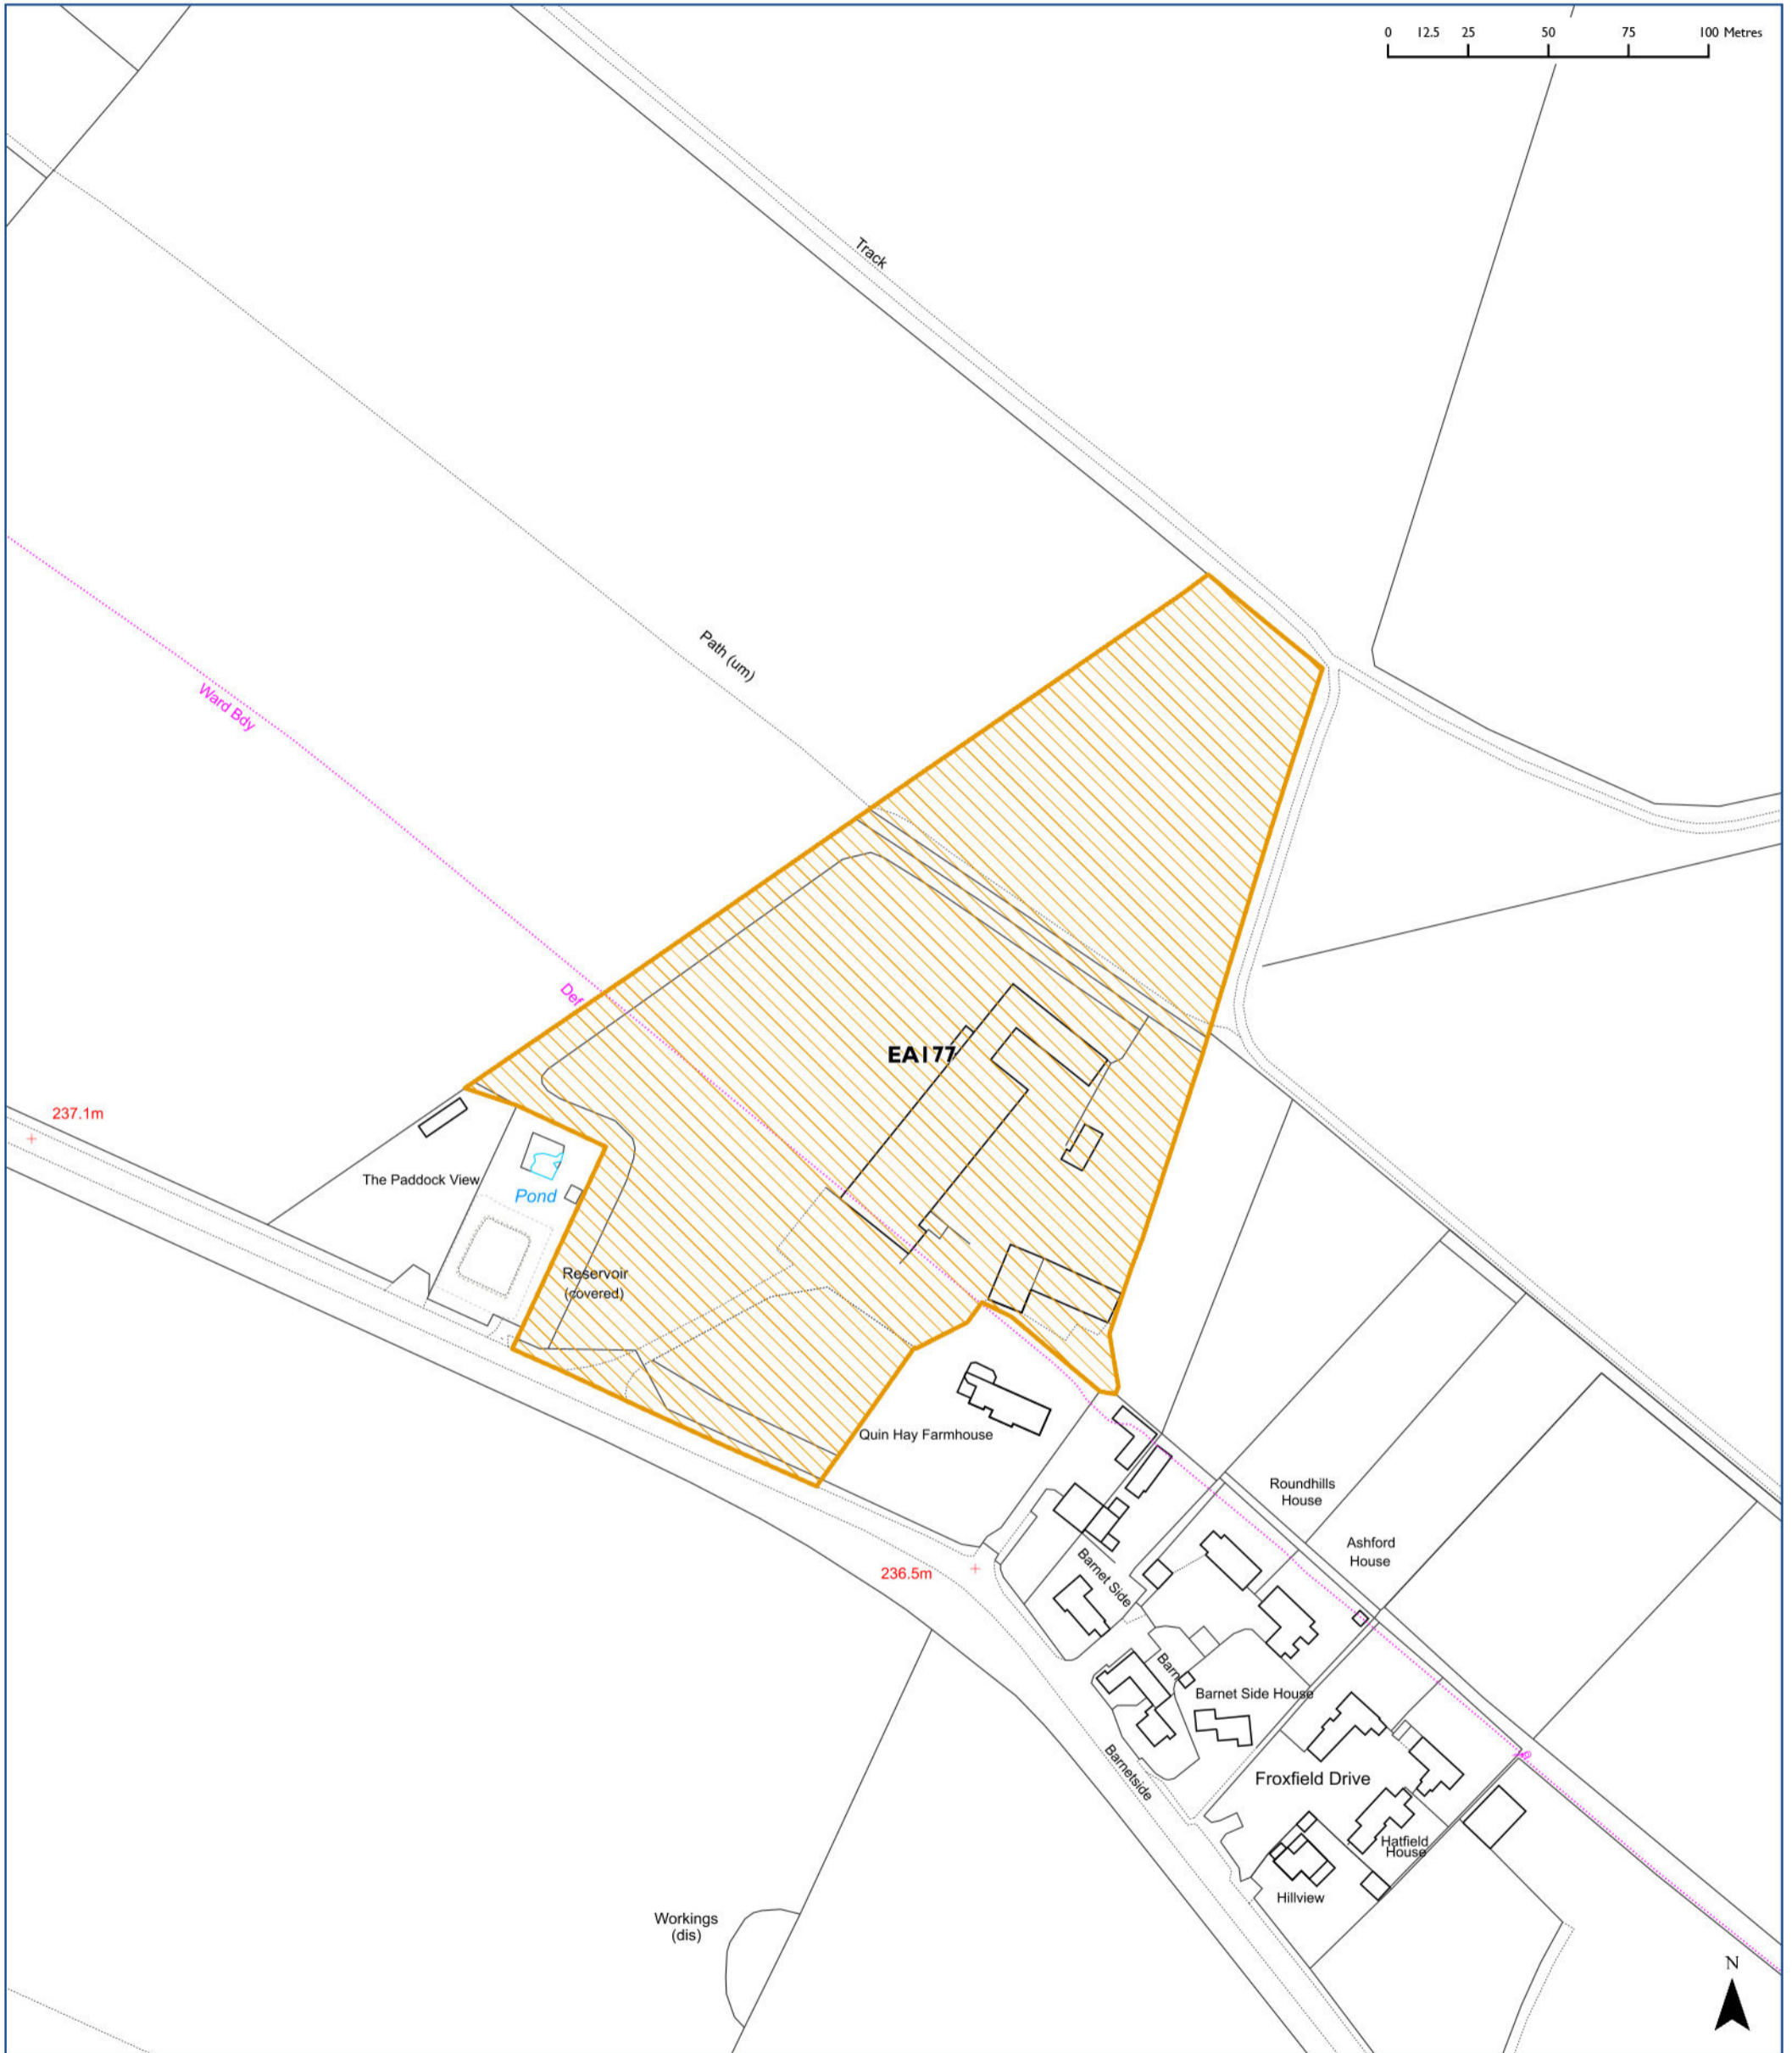 0 12.5 25 50 75 100 Metres
Track
Path (um)
Ward Bdy
Def
EA177
237.1m
The Paddock View
Pond
Reservoir
(covered)
Quin Hay Farmhouse
236.5m
Roundhills
House
Ashford
House
Barnet Side
Barn
Barnet Side House
Barnetside
Froxfield Drive
Hatfield
House
Hillview
Workings
(dis)
N